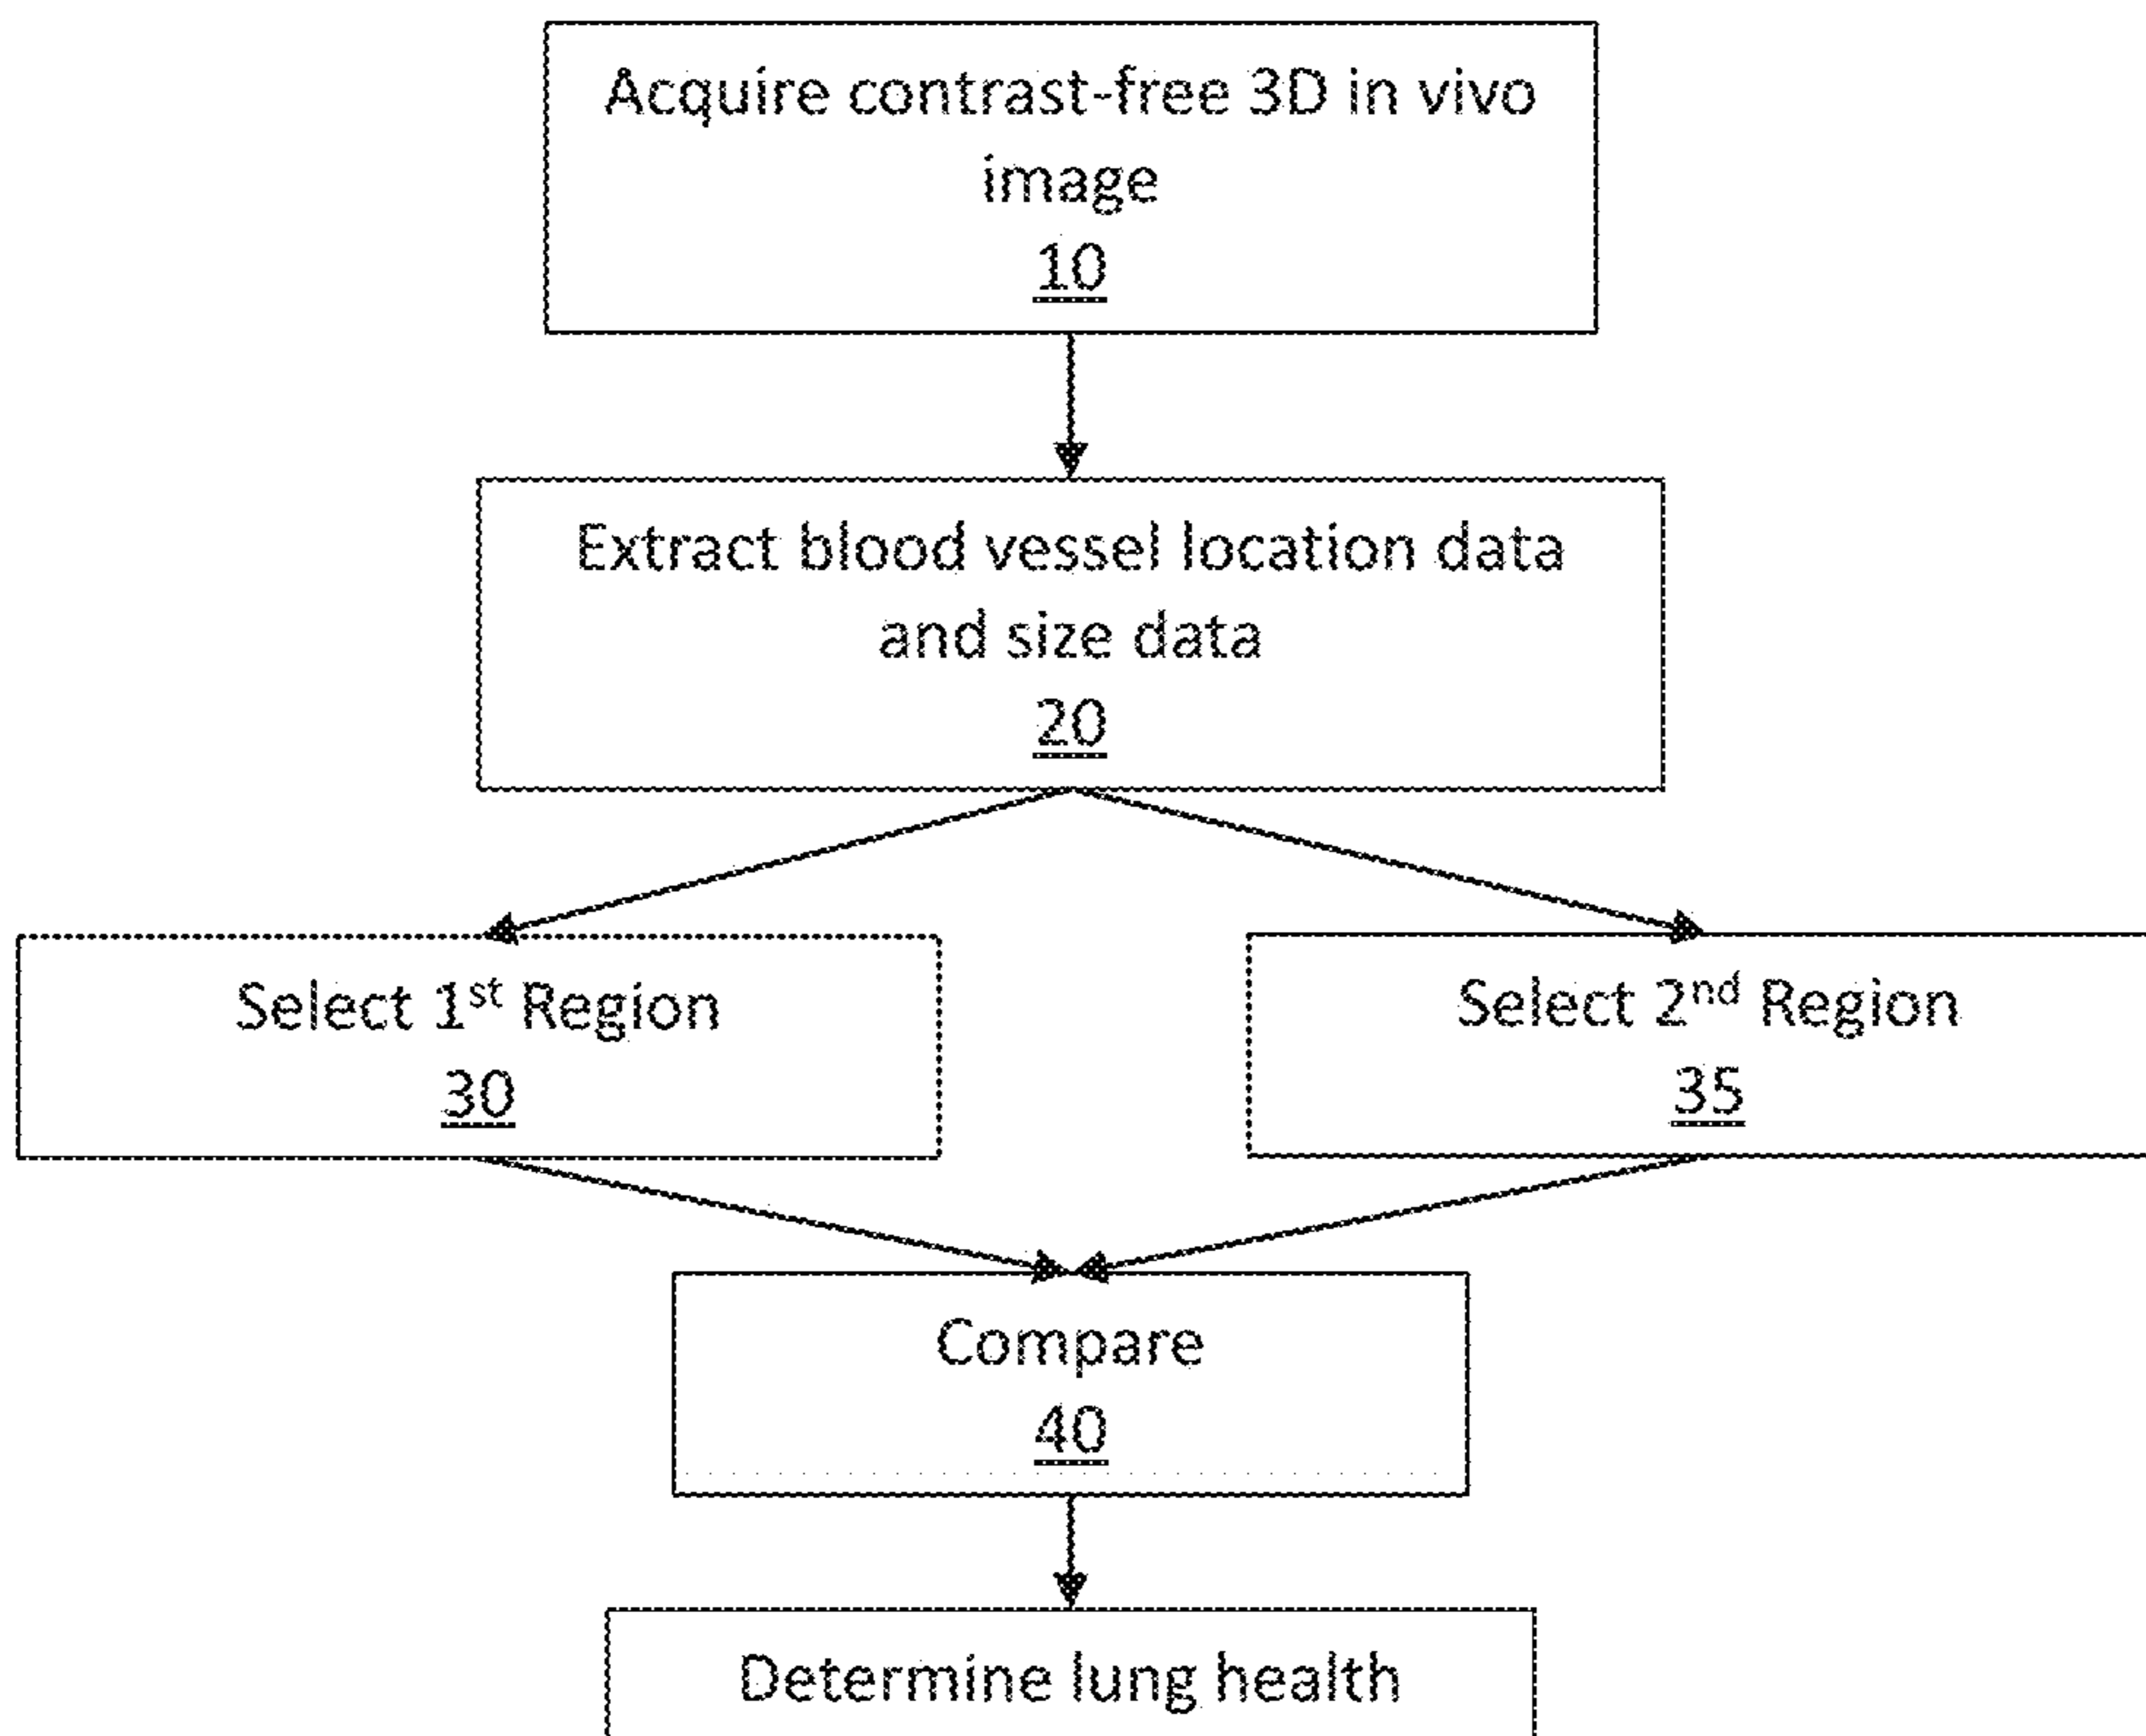 Acquire contrast-free 3D in vivo
image
10
Extract blood vessel location data
and size data
20
Select 1st Region
30
Select 2nd Region
35
Compare
40
Determine lung health